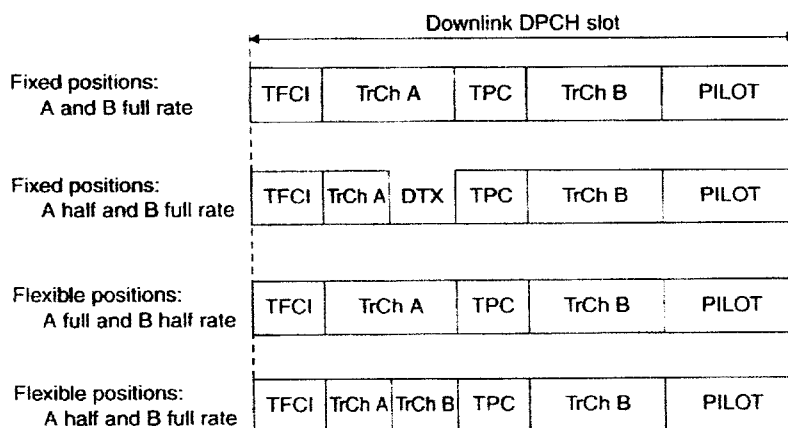 Downlink DPCH slot
Fixed positions:
A and B full rate
TFCI TrCh A TPC TrCh B PILOT
Fixed positions:
A half and B full rate
TFCI TrCh A DTX TPC TrCh B PILOT
Flexible positions:
A full and B half rate
TFCI TrCh A TPC TrCh B PILOT
Flexible positions:
A half and B full rate
TFCI TrCh A TrCh B TPC TrCh B PILOT